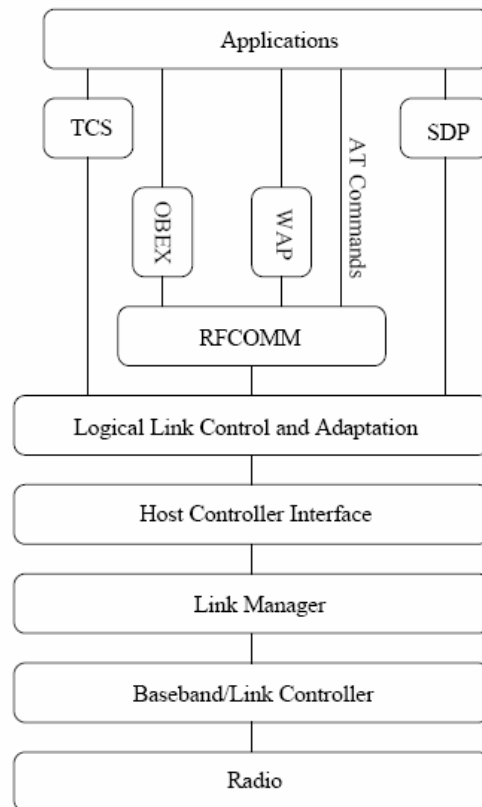 Applications
TCS
SDP
OBEX
WAP
AT Commands
RFCOMM
Logical Link Control and Adaptation
Host Controller Interface
Link Manager
Baseband/Link Controller
Radio